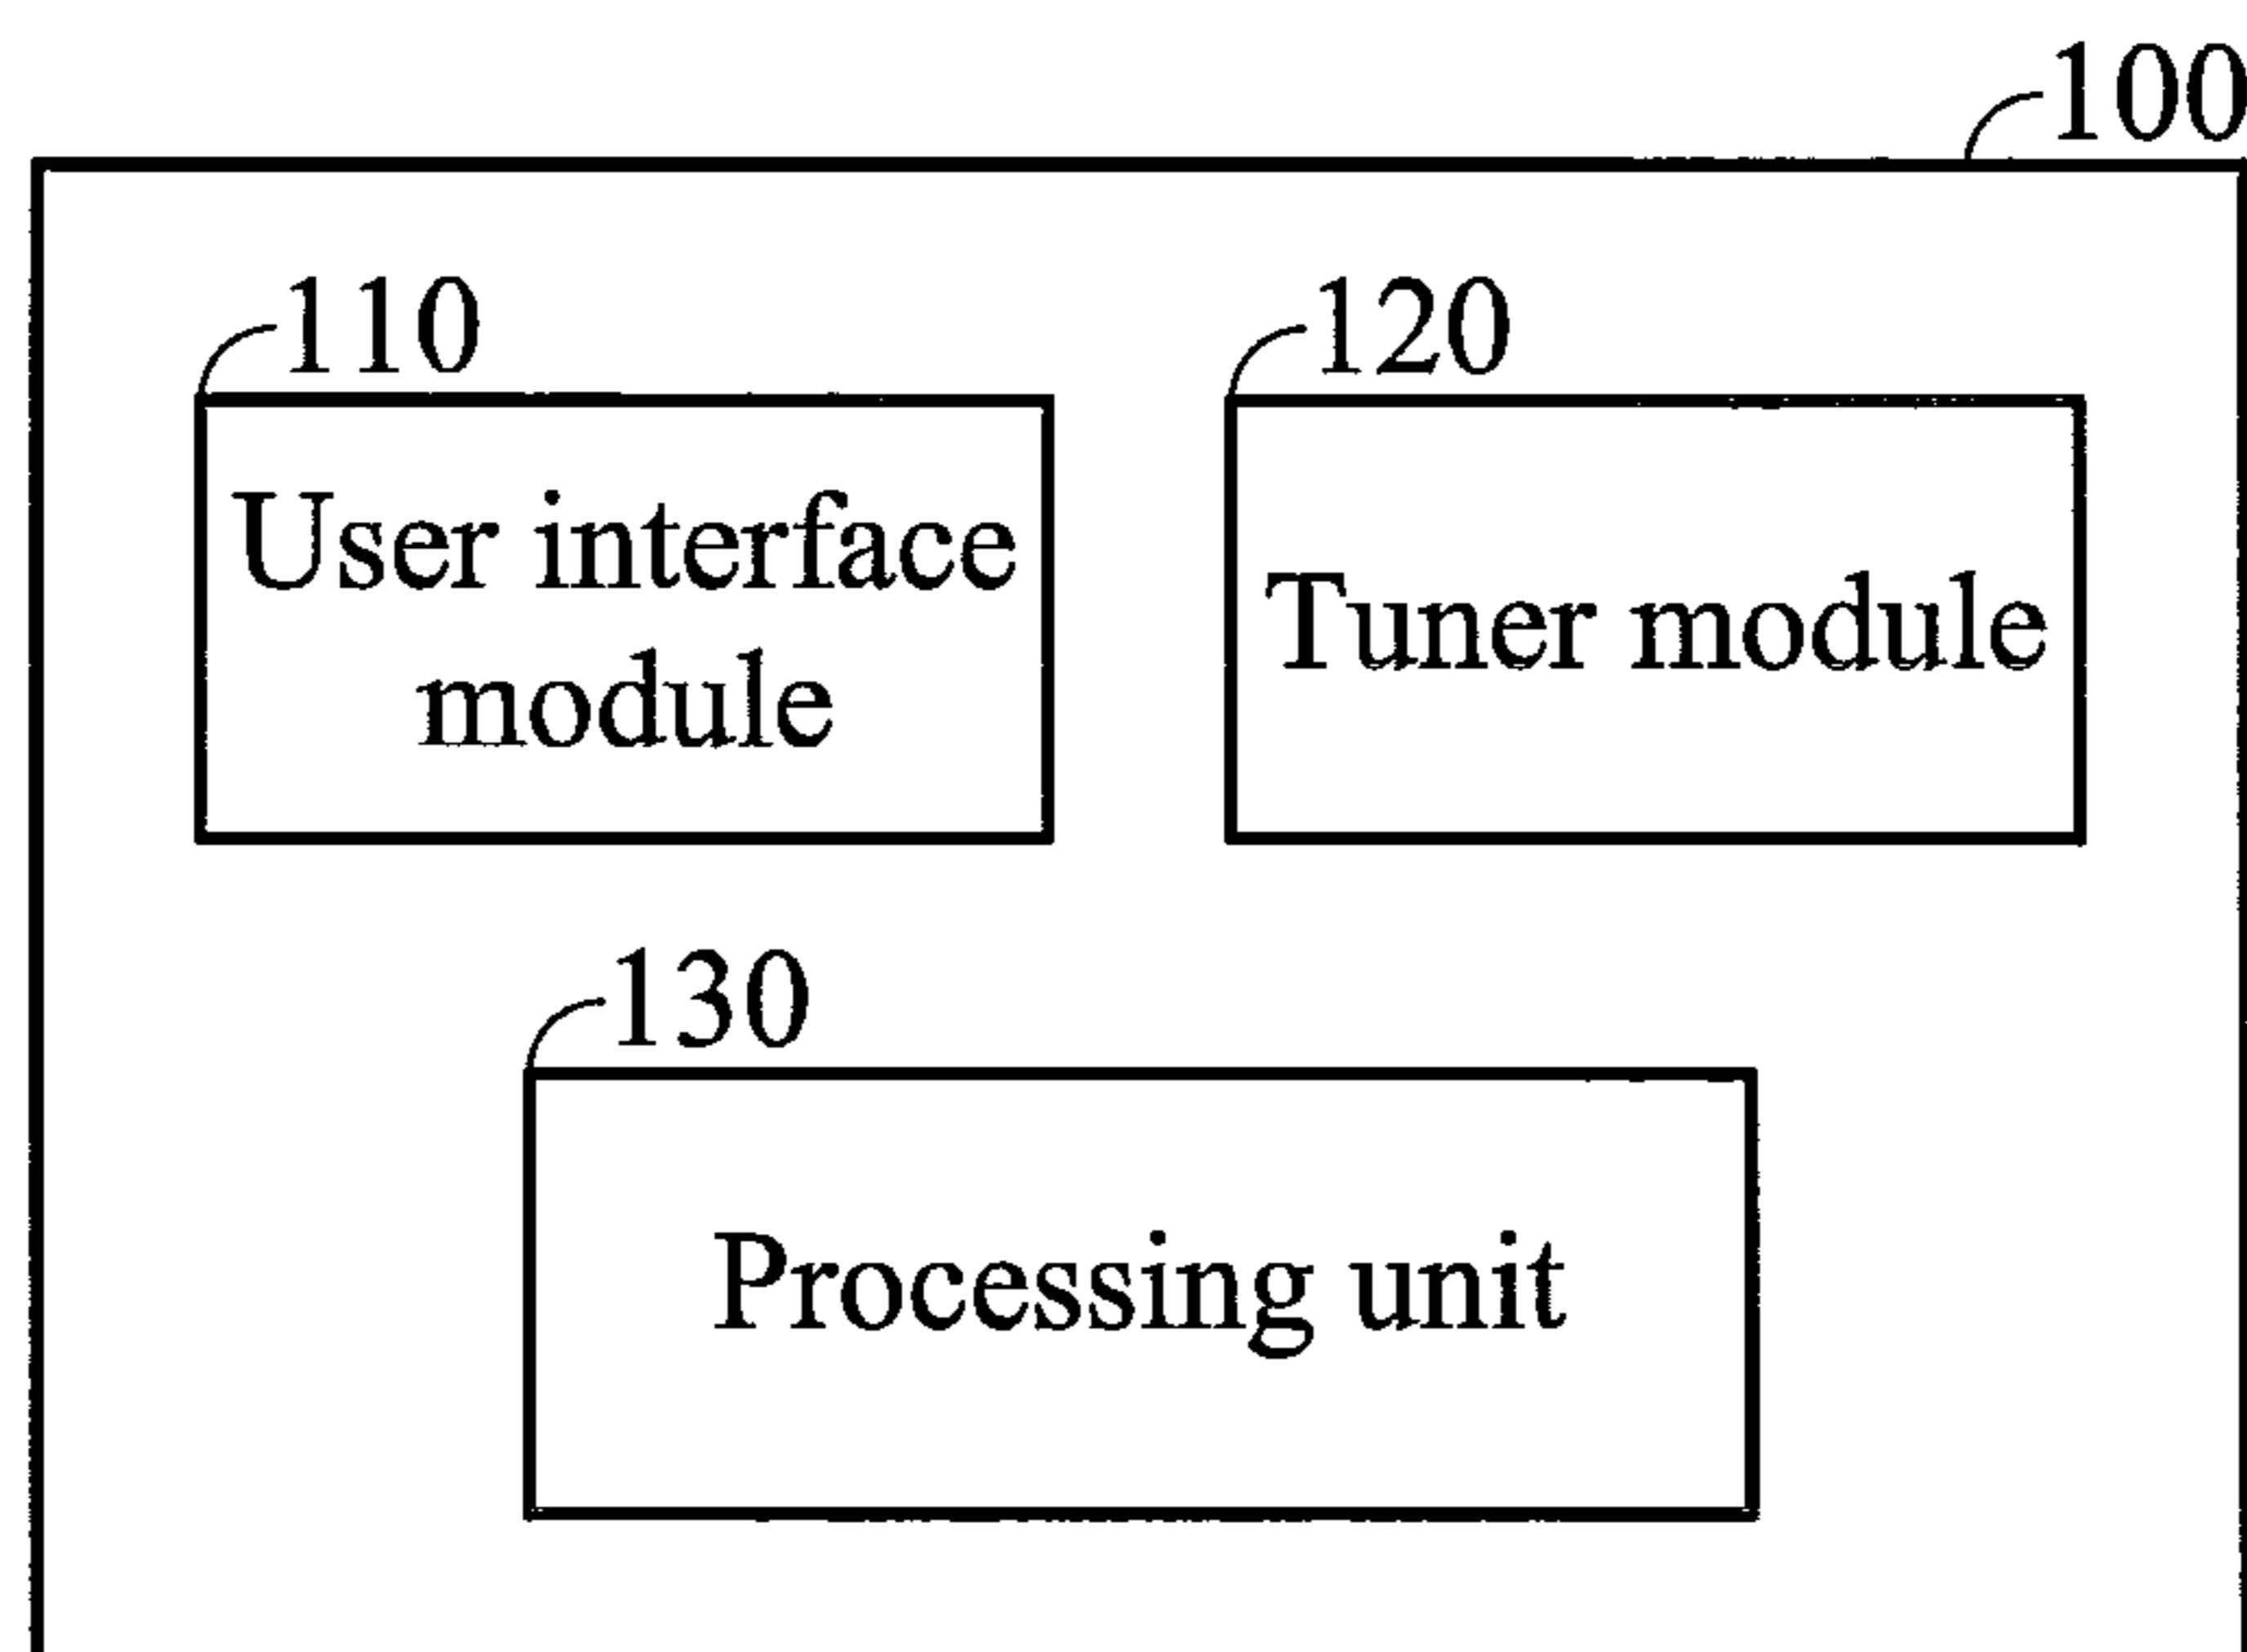 100
110
120
User interface
module
Tuner module
130
Processing unit